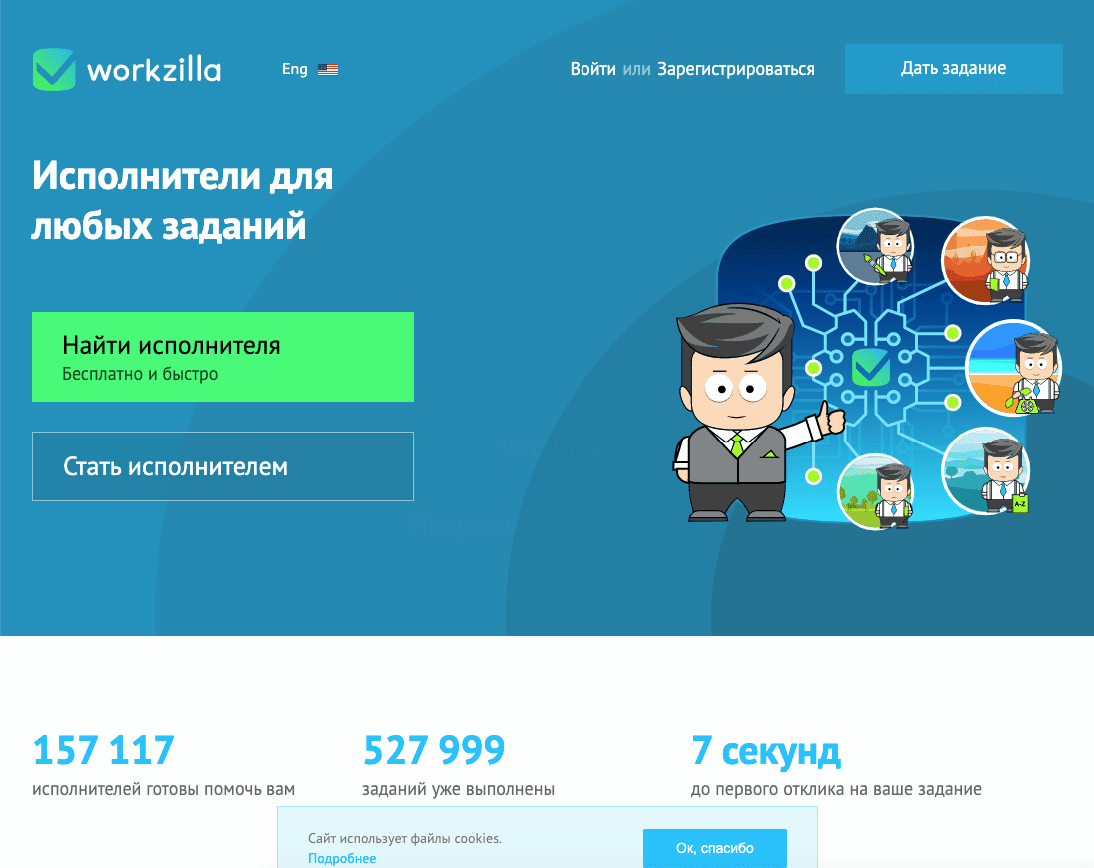 workzilla
Eng
Войти или Зарегистрироваться
Дать задание
Исполнители для
любых заданий
Найти исполнителя
Бесплатно и быстро
Стать исполнителем
A-Z
157 117
исполнителей готовы помочь вам
527 999
заданий уже выполнены
7 секунд
до первого отклика на ваше задание
Сайт использует файлы cookies.
Подробнее
Ок, спасибо